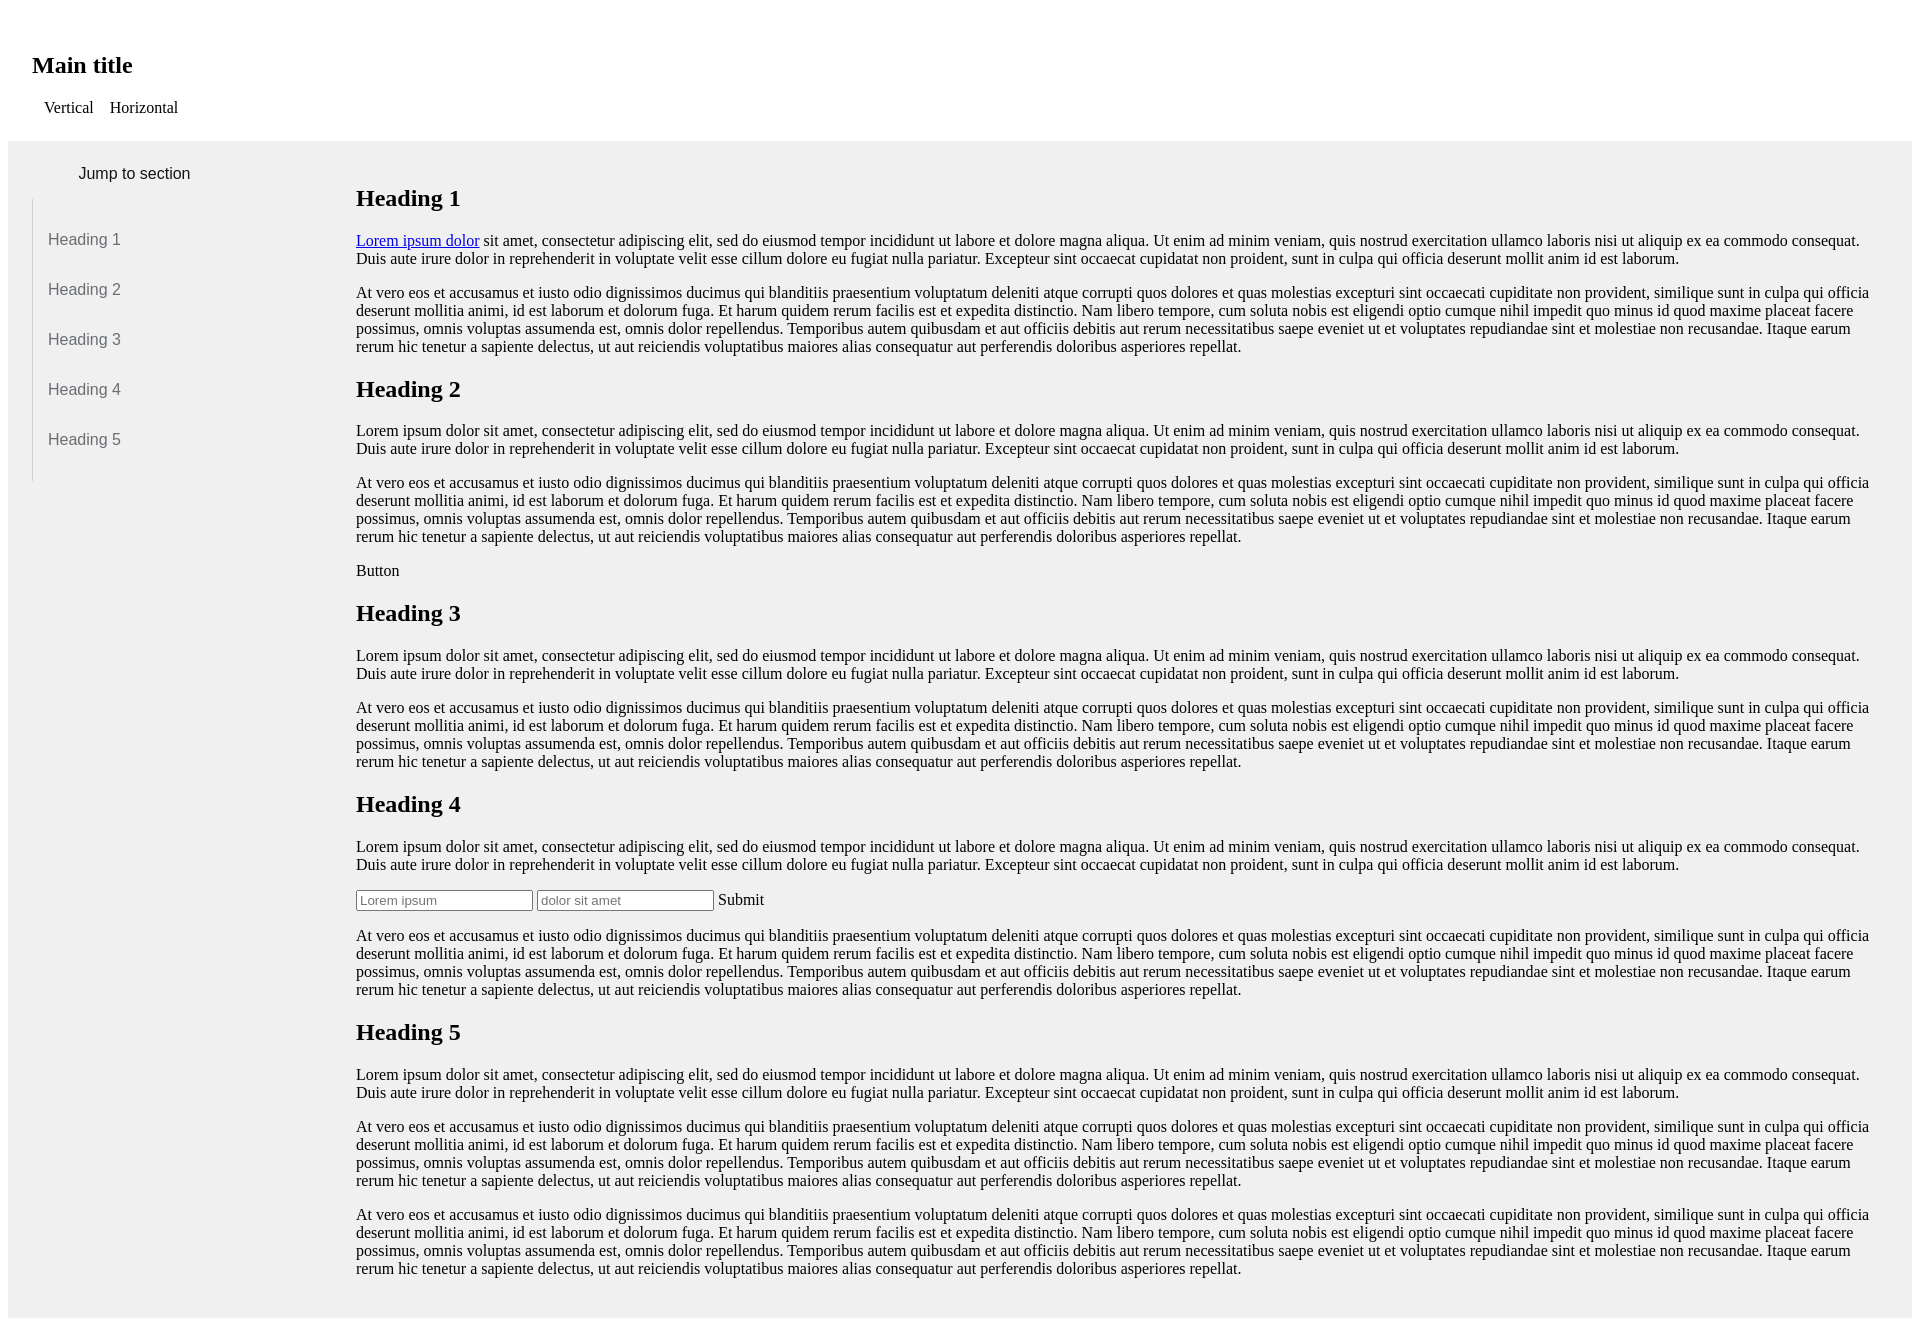 Main title
Vertical Horizontal
Jump to section
Heading 1
Heading 2
Heading 3
Heading 4
Heading 5
Heading 1
Lorem ipsum dolor sit amet, consectetur adipiscing elit, sed do eiusmod tempor incididunt ut labore et dolore magna aliqua. Ut enim ad minim veniam, quis nostrud exercitation ullamco laboris nisi ut aliquip ex ea commodo consequat.
Duis aute irure dolor in reprehenderit in voluptate velit esse cillum dolore eu fugiat nulla pariatur. Excepteur sint occaecat cupidatat non proident, sunt in culpa qui officia deserunt mollit anim id est laborum.
At vero eos et accusamus et iusto odio dignissimos ducimus qui blanditiis praesentium voluptatum deleniti atque corrupti quos dolores et quas molestias excepturi sint occaecati cupiditate non provident, similique sunt in culpa qui officia
deserunt mollitia animi, id est laborum et dolorum fuga. Et harum quidem rerum facilis est et expedita distinctio. Nam libero tempore, cum soluta nobis est eligendi optio cumque nihil impedit quo minus id quod maxime placeat facere
possimus, omnis voluptas assumenda est, omnis dolor repellendus. Temporibus autem quibusdam et aut officiis debitis aut rerum necessitatibus saepe eveniet ut et voluptates repudiandae sint et molestiae non recusandae. Itaque earum
rerum hic tenetur a sapiente delectus, ut aut reiciendis voluptatibus maiores alias consequatur aut perferendis doloribus asperiores repellat.
Heading 2
Lorem ipsum dolor sit amet, consectetur adipiscing elit, sed do eiusmod tempor incididunt ut labore et dolore magna aliqua. Ut enim ad minim veniam, quis nostrud exercitation ullamco laboris nisi ut aliquip ex ea commodo consequat.
Duis aute irure dolor in reprehenderit in voluptate velit esse cillum dolore eu fugiat nulla pariatur. Excepteur sint occaecat cupidatat non proident, sunt in culpa qui officia deserunt mollit anim id est laborum.
At vero eos et accusamus et iusto odio dignissimos ducimus qui blanditiis praesentium voluptatum deleniti atque corrupti quos dolores et quas molestias excepturi sint occaecati cupiditate non provident, similique sunt in culpa qui officia
deserunt mollitia animi, id est laborum et dolorum fuga. Et harum quidem rerum facilis est et expedita distinctio. Nam libero tempore, cum soluta nobis est eligendi optio cumque nihil impedit quo minus id quod maxime placeat facere
possimus, omnis voluptas assumenda est, omnis dolor repellendus. Temporibus autem quibusdam et aut officiis debitis aut rerum necessitatibus saepe eveniet ut et voluptates repudiandae sint et molestiae non recusandae. Itaque earum
rerum hic tenetur a sapiente delectus, ut aut reiciendis voluptatibus maiores alias consequatur aut perferendis doloribus asperiores repellat.
Button
Heading 3
Lorem ipsum dolor sit amet, consectetur adipiscing elit, sed do eiusmod tempor incididunt ut labore et dolore magna aliqua. Ut enim ad minim veniam, quis nostrud exercitation ullamco laboris nisi ut aliquip ex ea commodo consequat.
Duis aute irure dolor in reprehenderit in voluptate velit esse cillum dolore eu fugiat nulla pariatur. Excepteur sint occaecat cupidatat non proident, sunt in culpa qui officia deserunt mollit anim id est laborum.
At vero eos et accusamus et iusto odio dignissimos ducimus qui blanditiis praesentium voluptatum deleniti atque corrupti quos dolores et quas molestias excepturi sint occaecati cupiditate non provident, similique sunt in culpa qui officia
deserunt mollitia animi, id est laborum et dolorum fuga. Et harum quidem rerum facilis est et expedita distinctio. Nam libero tempore, cum soluta nobis est eligendi optio cumque nihil impedit quo minus id quod maxime placeat facere
possimus, omnis voluptas assumenda est, omnis dolor repellendus. Temporibus autem quibusdam et aut officiis debitis aut rerum necessitatibus saepe eveniet ut et voluptates repudiandae sint et molestiae non recusandae. Itaque earum
rerum hic tenetur a sapiente delectus, ut aut reiciendis voluptatibus maiores alias consequatur aut perferendis doloribus asperiores repellat.
Heading 4
Lorem ipsum dolor sit amet, consectetur adipiscing elit, sed do eiusmod tempor incididunt ut labore et dolore magna aliqua. Ut enim ad minim veniam, quis nostrud exercitation ullamco laboris nisi ut aliquip ex ea commodo consequat.
Duis aute irure dolor in reprehenderit in voluptate velit esse cillum dolore eu fugiat nulla pariatur. Excepteur sint occaecat cupidatat non proident, sunt in culpa qui officia deserunt mollit anim id est laborum.
Lorem ipsum dolor sit amet Submit
At vero eos et accusamus et iusto odio dignissimos ducimus qui blanditiis praesentium voluptatum deleniti atque corrupti quos dolores et quas molestias excepturi sint occaecati cupiditate non provident, similique sunt in culpa qui officia
deserunt mollitia animi, id est laborum et dolorum fuga. Et harum quidem rerum facilis est et expedita distinctio. Nam libero tempore, cum soluta nobis est eligendi optio cumque nihil impedit quo minus id quod maxime placeat facere
possimus, omnis voluptas assumenda est, omnis dolor repellendus. Temporibus autem quibusdam et aut officiis debitis aut rerum necessitatibus saepe eveniet ut et voluptates repudiandae sint et molestiae non recusandae. Itaque earum
rerum hic tenetur a sapiente delectus, ut aut reiciendis voluptatibus maiores alias consequatur aut perferendis doloribus asperiores repellat.
Heading 5
Lorem ipsum dolor sit amet, consectetur adipiscing elit, sed do eiusmod tempor incididunt ut labore et dolore magna aliqua. Ut enim ad minim veniam, quis nostrud exercitation ullamco laboris nisi ut aliquip ex ea commodo consequat.
Duis aute irure dolor in reprehenderit in voluptate velit esse cillum dolore eu fugiat nulla pariatur. Excepteur sint occaecat cupidatat non proident, sunt in culpa qui officia deserunt mollit anim id est laborum.
At vero eos et accusamus et iusto odio dignissimos ducimus qui blanditiis praesentium voluptatum deleniti atque corrupti quos dolores et quas molestias excepturi sint occaecati cupiditate non provident, similique sunt in culpa qui officia
deserunt mollitia animi, id est laborum et dolorum fuga. Et harum quidem rerum facilis est et expedita distinctio. Nam libero tempore, cum soluta nobis est eligendi optio cumque nihil impedit quo minus id quod maxime placeat facere
possimus, omnis voluptas assumenda est, omnis dolor repellendus. Temporibus autem quibusdam et aut officiis debitis aut rerum necessitatibus saepe eveniet ut et voluptates repudiandae sint et molestiae non recusandae. Itaque earum
rerum hic tenetur a sapiente delectus, ut aut reiciendis voluptatibus maiores alias consequatur aut perferendis doloribus asperiores repellat.
At vero eos et accusamus et iusto odio dignissimos ducimus qui blanditiis praesentium voluptatum deleniti atque corrupti quos dolores et quas molestias excepturi sint occaecati cupiditate non provident, similique sunt in culpa qui officia
deserunt mollitia animi, id est laborum et dolorum fuga. Et harum quidem rerum facilis est et expedita distinctio. Nam libero tempore, cum soluta nobis est eligendi optio cumque nihil impedit quo minus id quod maxime placeat facere
possimus, omnis voluptas assumenda est, omnis dolor repellendus. Temporibus autem quibusdam et aut officiis debitis aut rerum necessitatibus saepe eveniet ut et voluptates repudiandae sint et molestiae non recusandae. Itaque earum
rerum hic tenetur a sapiente delectus, ut aut reiciendis voluptatibus maiores alias consequatur aut perferendis doloribus asperiores repellat.